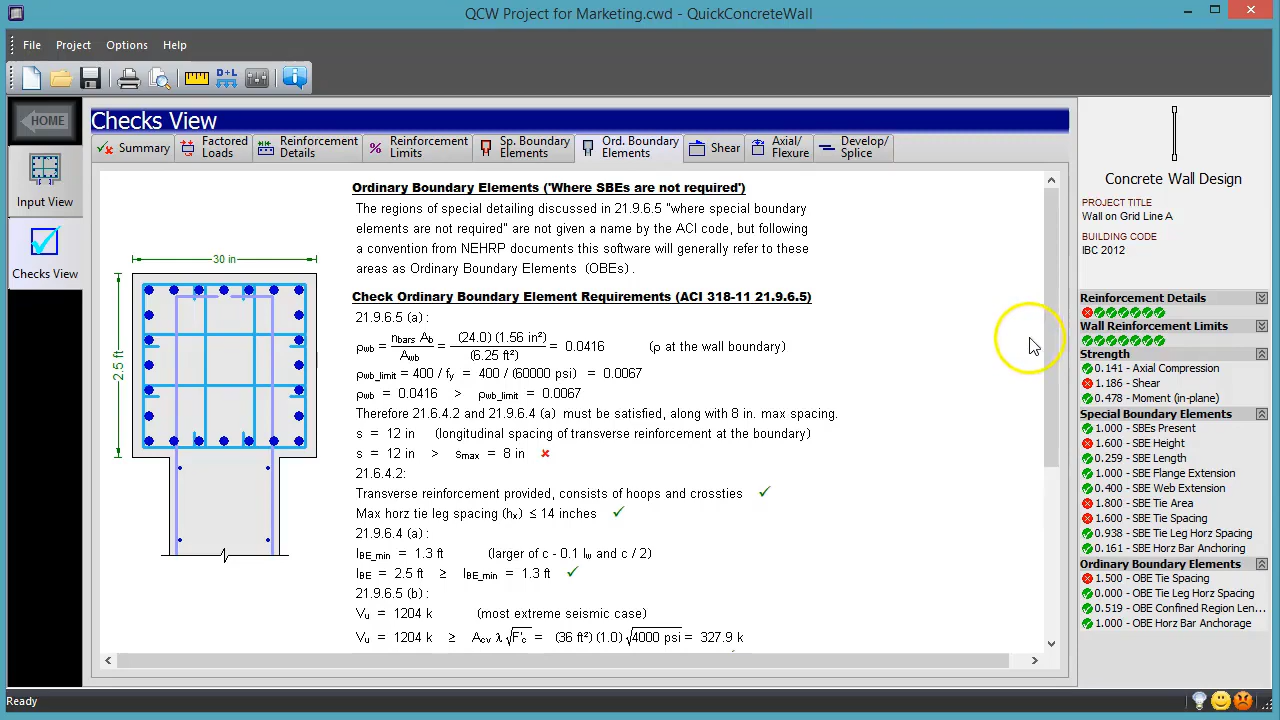 QCW Project for Marketing.cwd - QuickConcreteWall
File Project Options Help
D+L
HOME
Input View
Checks View
Checks View
Summary
Factored Loads
Reinforcement Details
Reinforcement Limits
Sp. Boundary Elements
Ord. Boundary Elements
Shear
Axial/ Flexure
Develop/ Splice
30 in
2.5 ft
Ordinary Boundary Elements ('Where SBEs are not required')
The regions of special detailing discussed in 21.9.6.5 "where special boundary
elements are not required" are not given a name by the ACI code, but following
a convention from NEHRP documents this software will generally refer to these
areas as Ordinary Boundary Elements (OBEs).
Check Ordinary Boundary Element Requirements (ACI 318-11 21.9.6.5)
21.9.6.5 (a) :
ρwb = nbars Ab / Awb = (24.0) (1.56 in²) / (6.25 ft²) = 0.0416 (ρ at the wall boundary)
ρwb_limit = 400 / fy = 400 / (60000 psi) = 0.0067
ρwb = 0.0416 > ρwb_limit = 0.0067
Therefore 21.6.4.2 and 21.9.6.4 (a) must be satisfied, along with 8 in. max spacing.
s = 12 in (longitudinal spacing of transverse reinforcement at the boundary)
s = 12 in > smax = 8 in
21.6.4.2:
Transverse reinforcement provided, consists of hoops and crossties
Max horz tie leg spacing (hx) ≤ 14 inches
21.9.6.4 (a) :
lBE_min = 1.3 ft (larger of c - 0.1 lw and c / 2)
lBE = 2.5 ft ≥ lBE_min = 1.3 ft
21.9.6.5 (b) :
Vu = 1204 k (most extreme seismic case)
Vu = 1204 k ≥ Acv λ √F'c = (36 ft²) (1.0) √4000 psi = 327.9 k
Concrete Wall Design
PROJECT TITLE
Wall on Grid Line A
BUILDING CODE
IBC 2012
Reinforcement Details
Wall Reinforcement Limits
Strength
0.141 - Axial Compression
1.186 - Shear
0.478 - Moment (in-plane)
Special Boundary Elements
1.000 - SBEs Present
1.600 - SBE Height
0.259 - SBE Length
1.000 - SBE Flange Extension
0.400 - SBE Web Extension
1.800 - SBE Tie Area
1.600 - SBE Tie Spacing
0.938 - SBE Tie Leg Horz Spacing
0.161 - SBE Horz Bar Anchoring
Ordinary Boundary Elements
1.500 - OBE Tie Spacing
0.000 - OBE Tie Leg Horz Spacing
0.519 - OBE Confined Region Len...
1.000 - OBE Horz Bar Anchorage
Ready